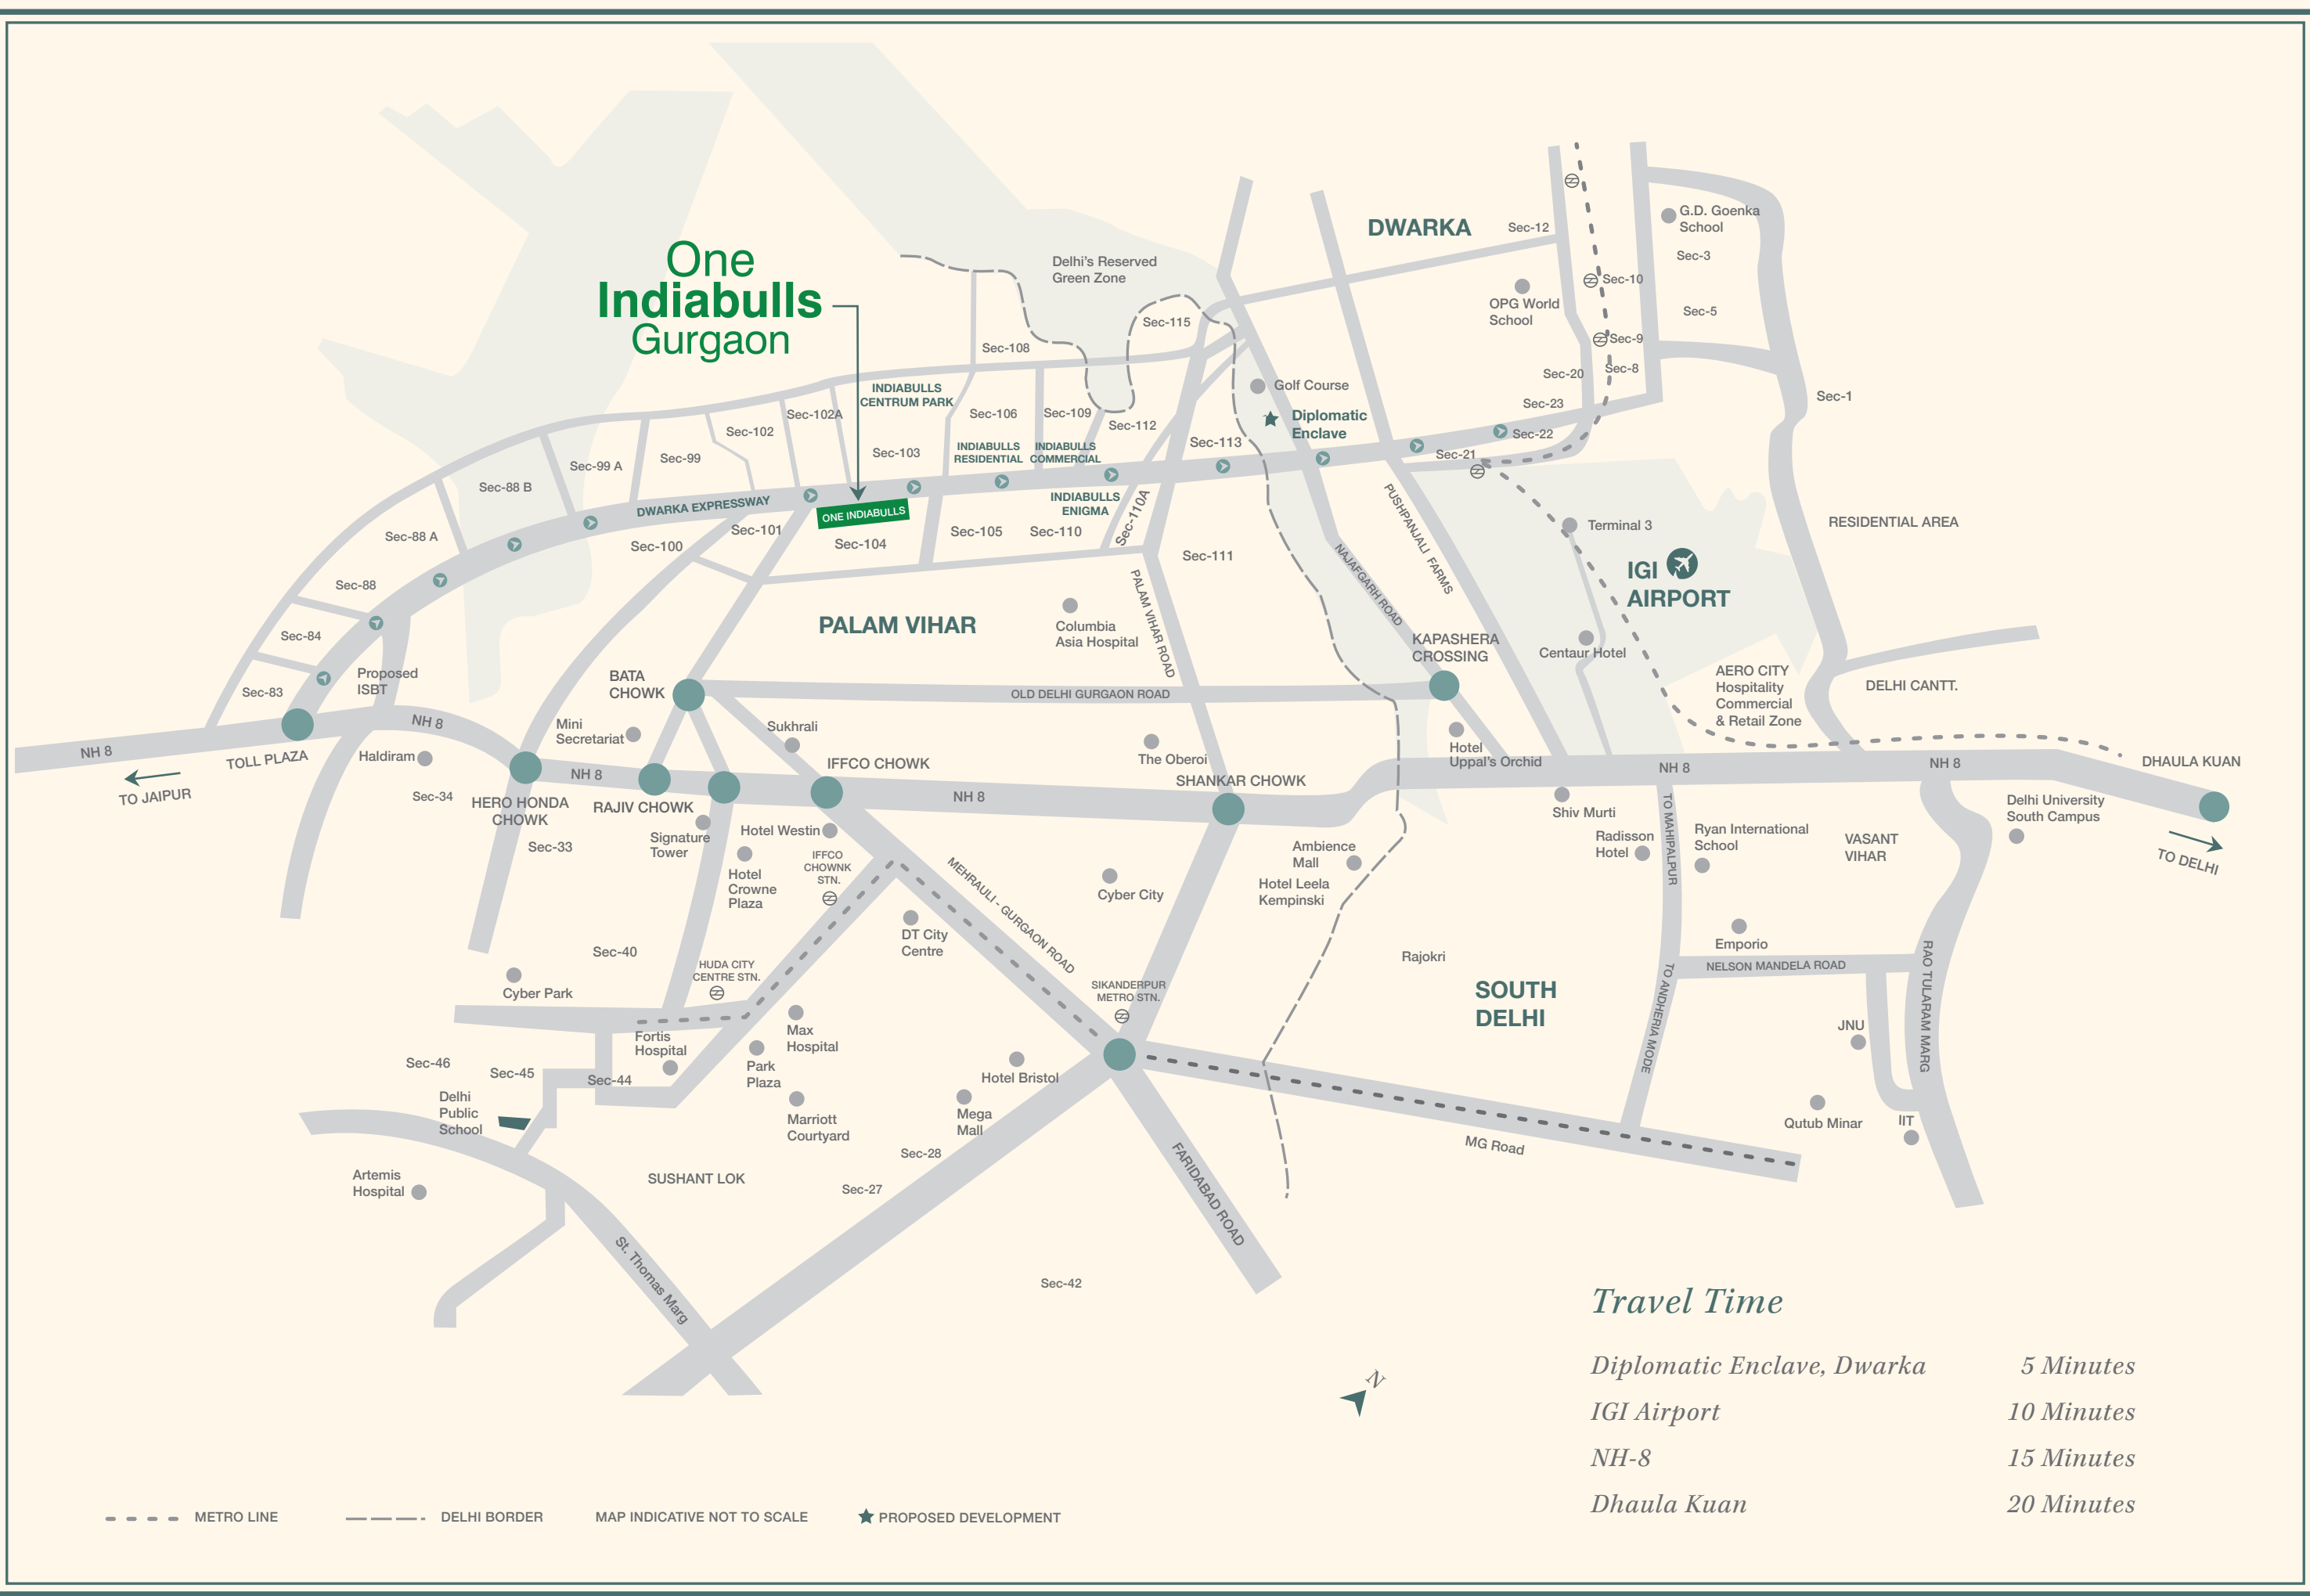 One
Indiabulls
Gurgaon
DWARKA
Sec-12
G.D. Goenka
School
Sec-3
Delhi's Reserved
Green Zone
Sec-10
OPG World
School
Sec-5
Sec-115
Sec-9
Sec-108
Sec-20
Sec-8
Golf Course
INDIABULLS
CENTRUM PARK
Sec-1
Sec-102A
Sec-106
Sec-109
Sec-23
Diplomatic
Enclave
Sec-112
Sec-102
Sec-22
Sec-113
INDIABULLS
RESIDENTIAL
INDIABULLS
COMMERCIAL
Sec-103
Sec-21
Sec-99
Sec-99 A
Sec-88 B
DWARKA EXPRESSWAY
ONE INDIABULLS
INDIABULLS
ENIGMA
Sec-110A
PUSHPANJALI FARMS
Terminal 3
RESIDENTIAL AREA
Sec-88 A
Sec-101
Sec-100
Sec-104
Sec-105
Sec-110
Sec-111
IGI
AIRPORT
Sec-88
NAJAFGARH ROAD
PALAM VIHAR
Columbia
Asia Hospital
PALAM VIHAR ROAD
Sec-84
KAPASHERA
CROSSING
Centaur Hotel
Proposed
ISBT
Sec-83
BATA
CHOWK
OLD DELHI GURGAON ROAD
AERO CITY
Hospitality
Commercial
& Retail Zone
DELHI CANTT.
NH 8
Mini
Secretariat
Sukhrali
NH 8
TOLL PLAZA
Haldiram
The Oberoi
Hotel
Uppal's Orchid
IFFCO CHOWK
NH 8
SHANKAR CHOWK
NH 8
NH 8
DHAULA KUAN
TO JAIPUR
Sec-34
HERO HONDA
CHOWK
RAJIV CHOWK
NH 8
Shiv Murti
TO MAHIPALPUR
Delhi University
South Campus
Sec-33
Signature
Tower
Hotel Westin
IFFCO
CHOWNK
STN.
Hotel
Crowne
Plaza
Ambience
Mall
Radisson
Hotel
Ryan International
School
VASANT
VIHAR
TO DELHI
MEHRAULI - GURGAON ROAD
Cyber City
Hotel Leela
Kempinski
DT City
Centre
Sec-40
Rajokri
Emporio
NELSON MANDELA ROAD
RAO TULARAM MARG
TO ANDHERIA MODE
HUDA CITY
CENTRE STN.
SIKANDERPUR
METRO STN.
Cyber Park
SOUTH
DELHI
Fortis
Hospital
Max
Hospital
JNU
Sec-46
Sec-45
Sec-44
Park
Plaza
Hotel Bristol
Delhi
Public
School
Marriott
Courtyard
Mega
Mall
Qutub Minar
IIT
MG Road
Sec-28
Artemis
Hospital
SUSHANT LOK
Sec-27
FARIDABAD ROAD
St. Thomas Marg
Sec-42
N
Travel Time
Diplomatic Enclave, Dwarka 5 Minutes
IGI Airport 10 Minutes
NH-8 15 Minutes
Dhaula Kuan 20 Minutes
METRO LINE
DELHI BORDER
MAP INDICATIVE NOT TO SCALE
PROPOSED DEVELOPMENT